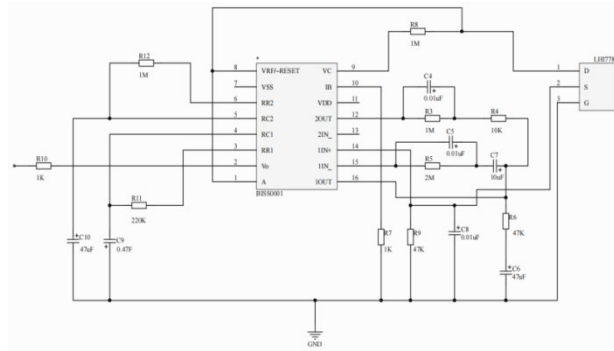 R8
1M
R12
1M
*
8 VRF/-RESET VC 9
7 VSS IB 10
6 RR2 VDD 11
5 RC2 2OUT 12
4 RC1 2IN_ 13
3 RR1 1IN+ 14
2 Vo 1IN_ 15
1 A 1OUT 16
BISS0001
LHI778
1 D
2 S
3 G
C4
0.01uF
R3
1M
R4
10K
C5
0.01uF
R5
2M
C7
10uF
R10
1K
R11
220K
C10
47uF
C9
0.47F
R7
1K
R9
47K
C8
0.01uF
R6
47K
C6
47uF
GND